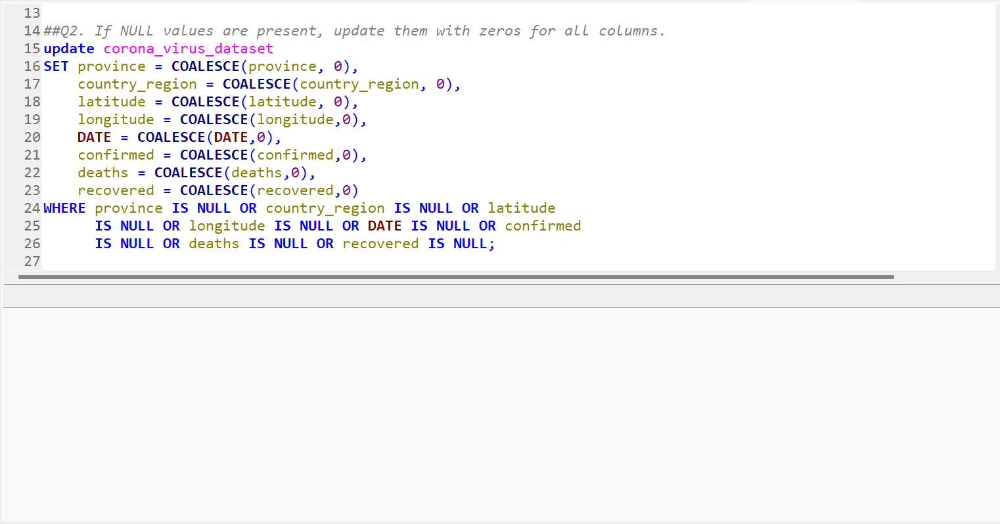 13
14 ##Q2. If NULL values are present, update them with zeros for all columns.
15 update corona_virus_dataset
16 SET province = COALESCE(province, 0),
17     country_region = COALESCE(country_region, 0),
18     latitude = COALESCE(latitude, 0),
19     longitude = COALESCE(longitude,0),
20     DATE = COALESCE(DATE,0),
21     confirmed = COALESCE(confirmed,0),
22     deaths = COALESCE(deaths,0),
23     recovered = COALESCE(recovered,0)
24 WHERE province IS NULL OR country_region IS NULL OR latitude
25       IS NULL OR longitude IS NULL OR DATE IS NULL OR confirmed
26       IS NULL OR deaths IS NULL OR recovered IS NULL;
27